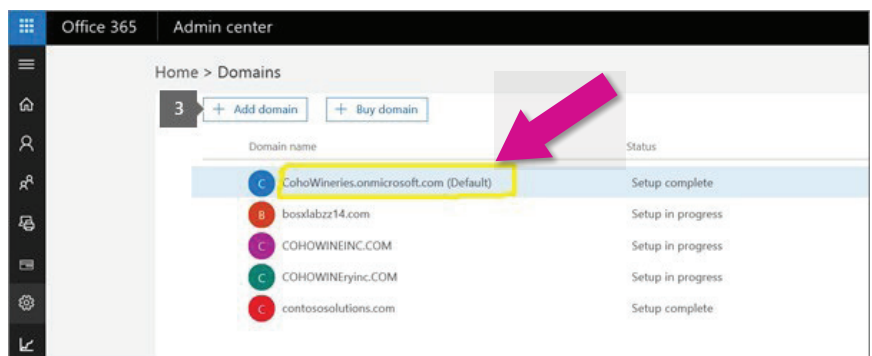 Office 365 Admin center
Home > Domains
3 + Add domain + Buy domain
Domain name Status
C CohoWineries.onmicrosoft.com (Default) Setup complete
B bosxlabzz14.com Setup in progress
C COHOWINEINC.COM Setup in progress
C COHOWINEryinc.COM Setup in progress
C contososolutions.com Setup complete